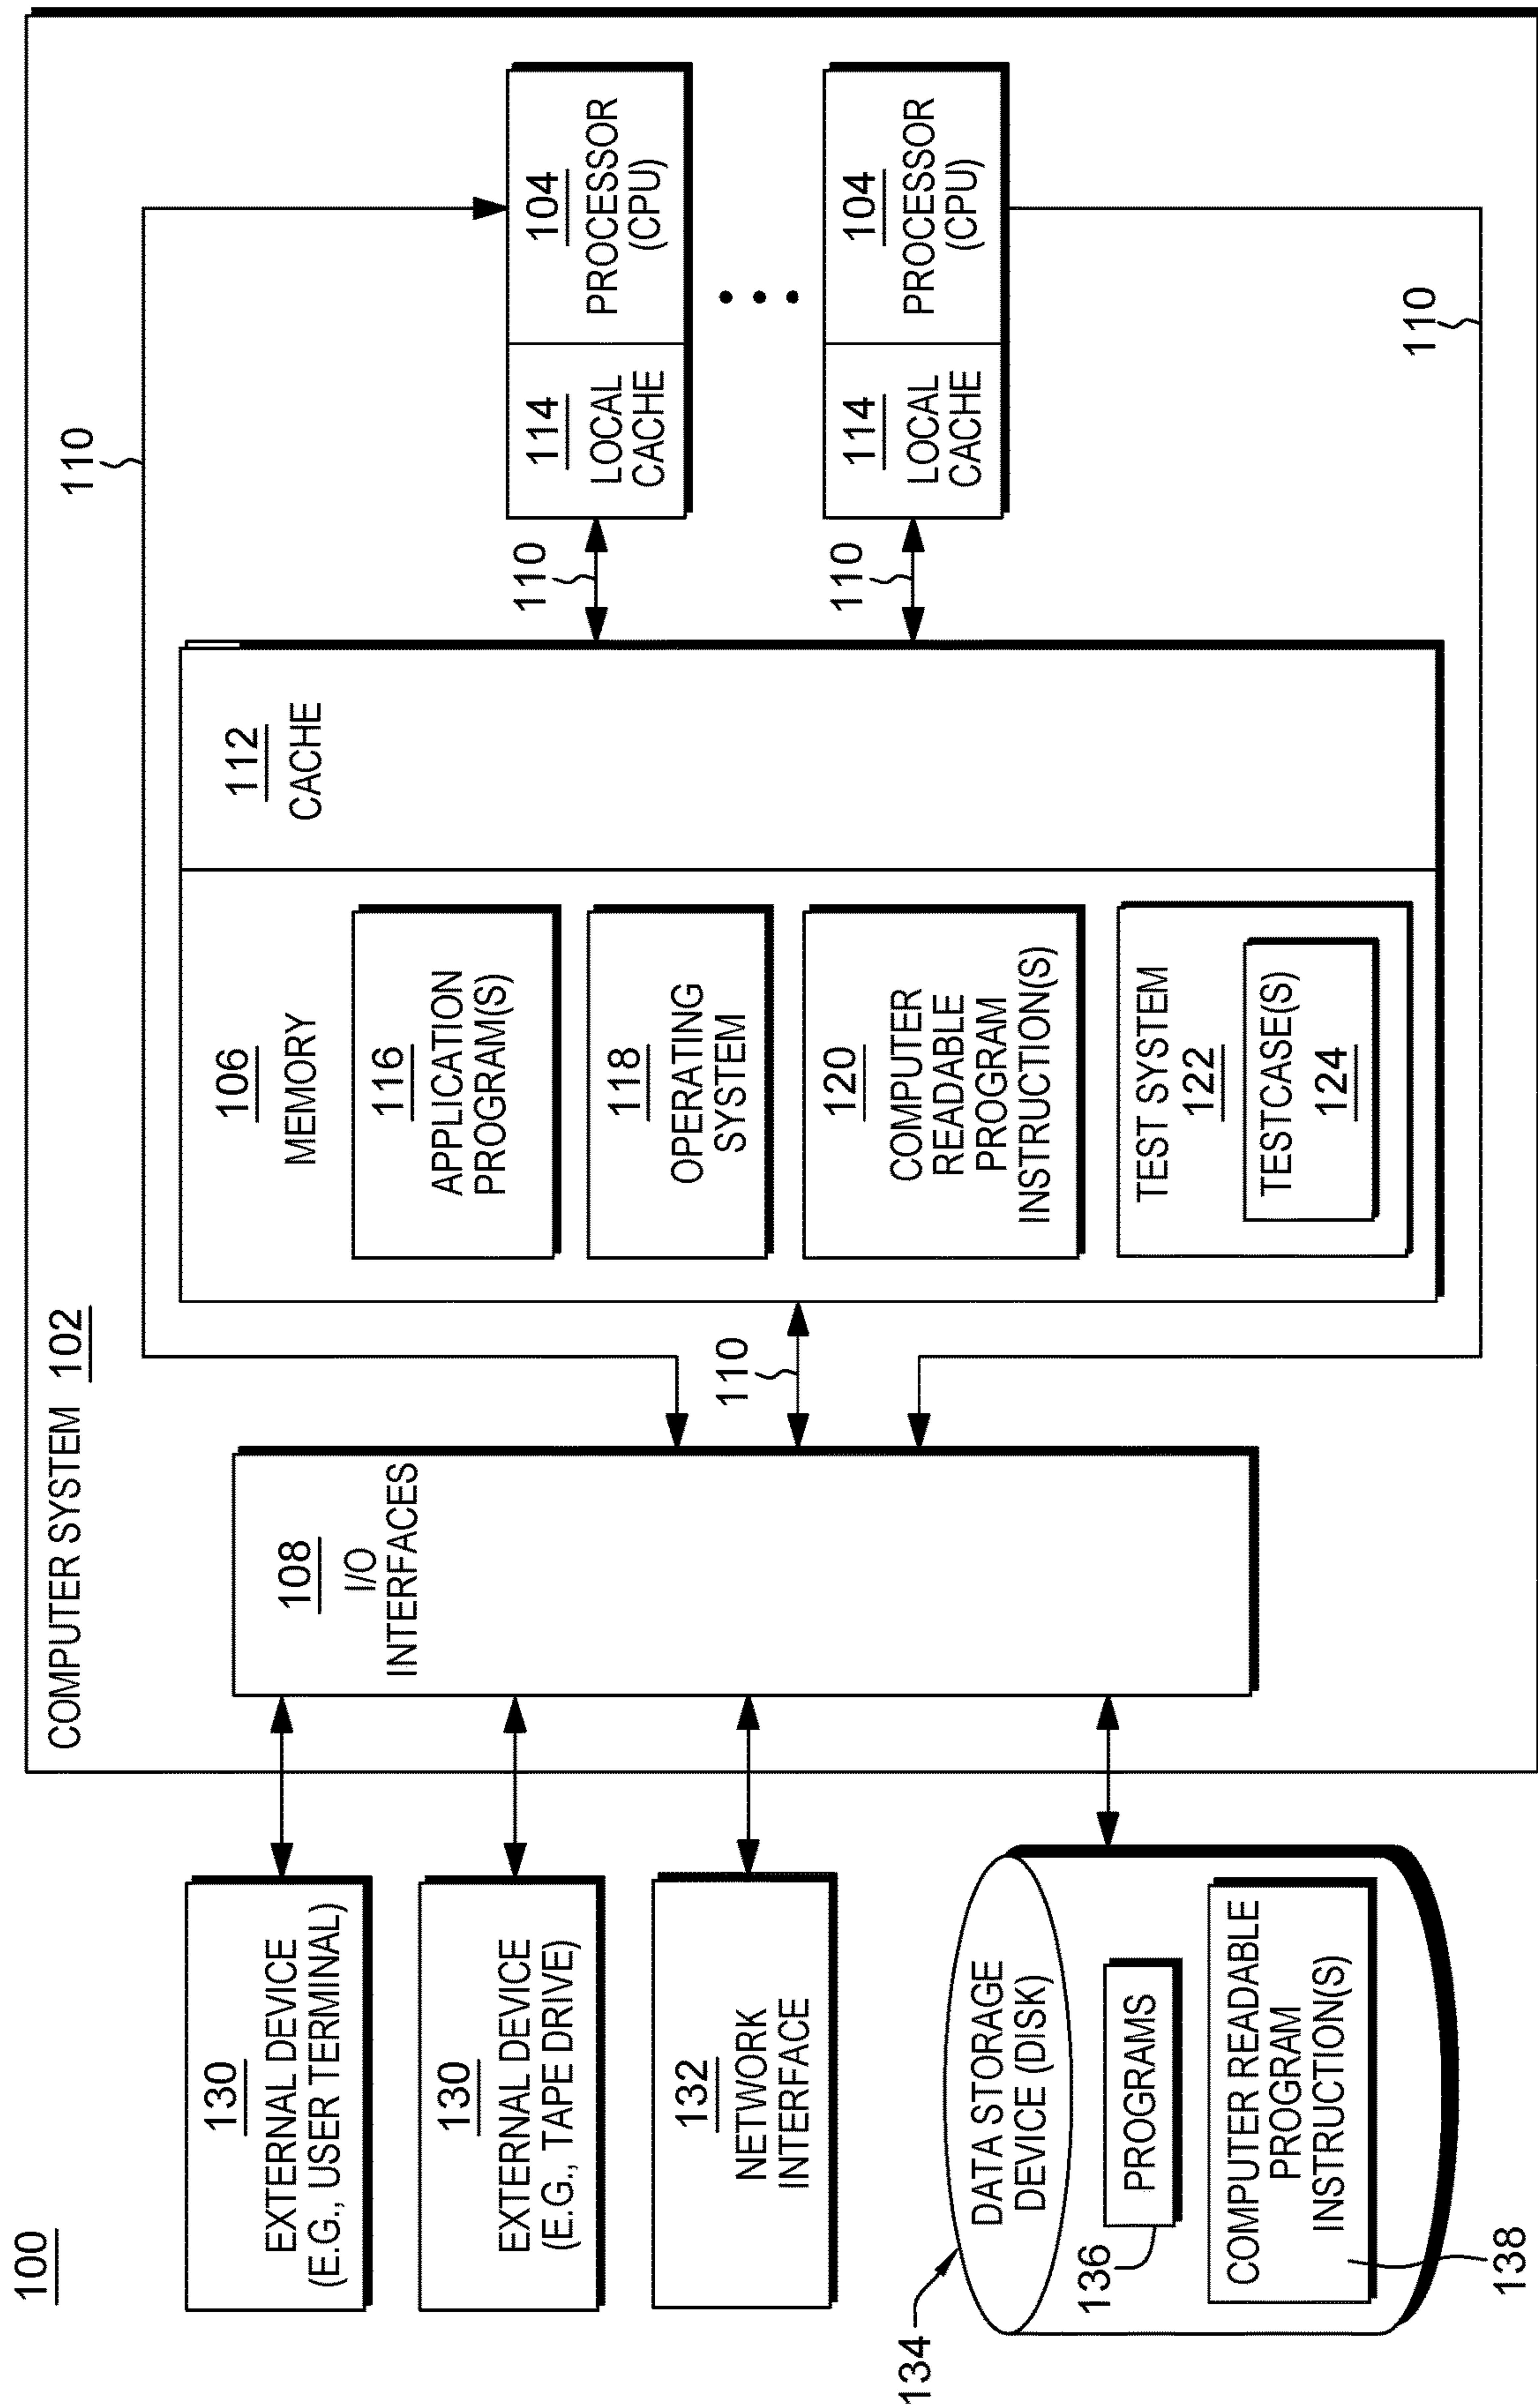 100
COMPUTER SYSTEM 102
130
EXTERNAL DEVICE
(E.G., USER TERMINAL)
130
EXTERNAL DEVICE
(E.G., TAPE DRIVE)
132
NETWORK
INTERFACE
134
DATA STORAGE
DEVICE (DISK)
136
PROGRAMS
COMPUTER READABLE
PROGRAM
INSTRUCTION(S)
138
108
I/O
INTERFACES
110
110
106
MEMORY
116
APPLICATION
PROGRAM(S)
118
OPERATING
SYSTEM
120
COMPUTER
READABLE
PROGRAM
INSTRUCTION(S)
TEST SYSTEM
122
TESTCASE(S)
124
112
CACHE
110
110
114
LOCAL
CACHE
104
PROCESSOR
(CPU)
114
LOCAL
CACHE
104
PROCESSOR
(CPU)
110